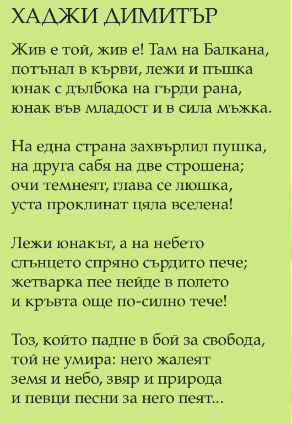 ХАДЖИ ДИМИТЪР
Жив е той, жив е! Там на Балкана,
потънал в кърви, лежи и пъшка
юнак с дълбока на гърди рана,
юнак във младост и в сила мъжка.
На една страна захвърлил пушка,
на друга сабя на две строшена;
очи темнеят, глава се люшка,
уста проклинат цяла вселена!
Лежи юнакът, а на небето
слънцето спряно сърдито пече;
жетварка пее нейде в полето
и кръвта още по-силно тече!
Тоз, който падне в бой за свобода,
той не умира: него жалеят
земя и небо, звяр и природа
и певци песни за него пеят...